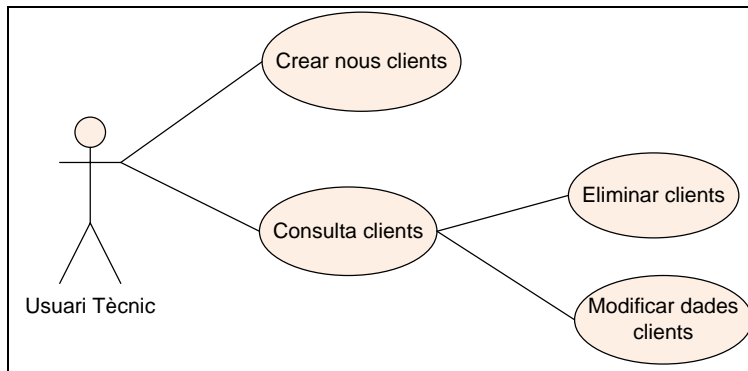 Crear nous clients
Eliminar clients
Consulta clients
Usuari Tècnic
Modificar dades
clients